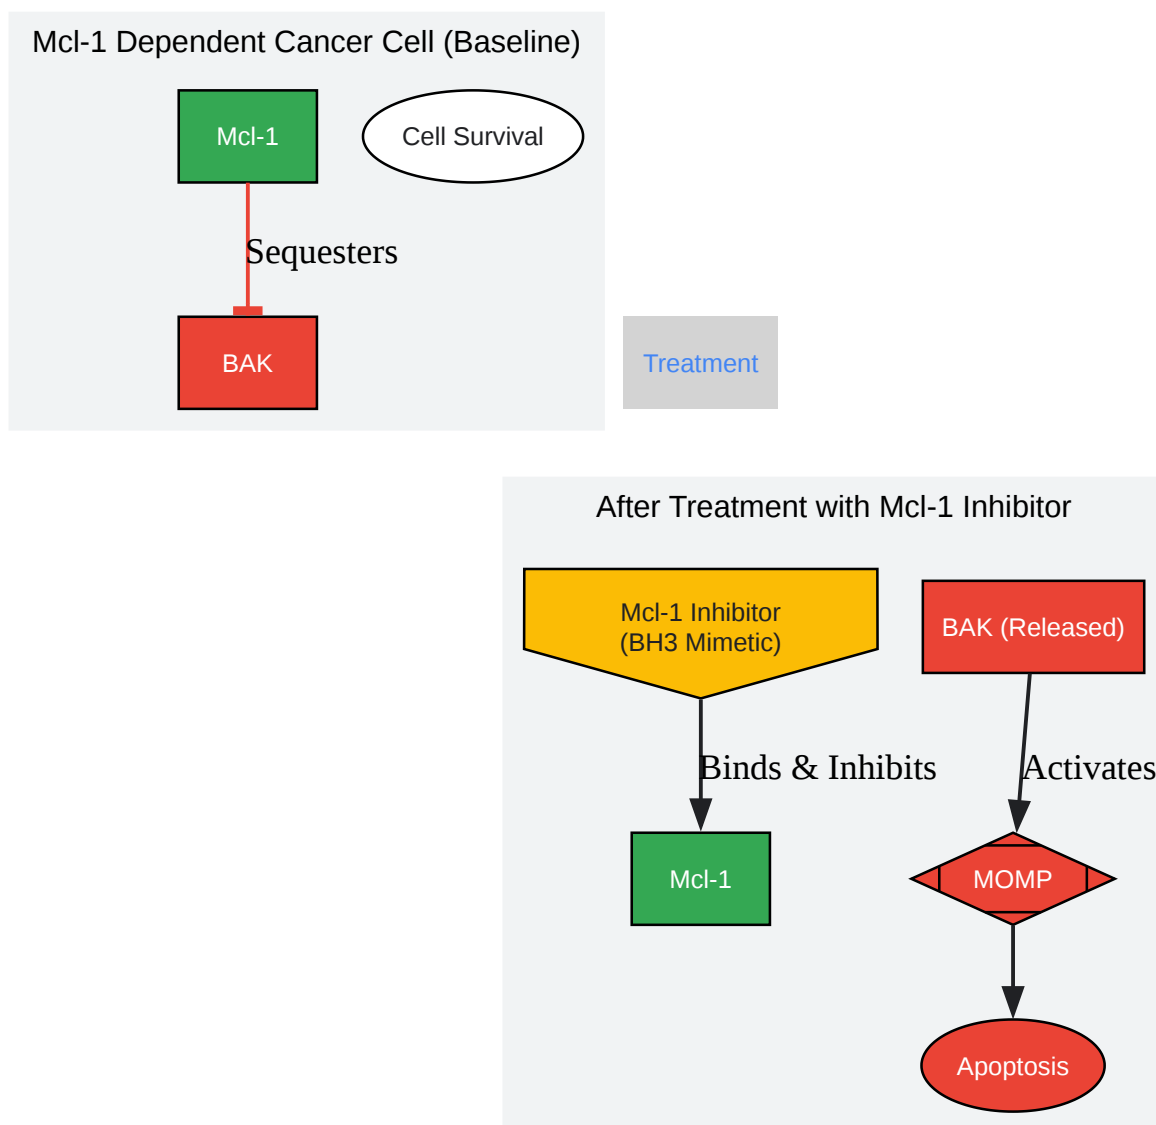 Mcl-1 Dependent Cancer Cell (Baseline)
Mcl-1
Cell Survival
Sequesters
BAK
Treatment
After Treatment with Mcl-1 Inhibitor
Mcl-1 Inhibitor
(BH3 Mimetic)
BAK (Released)
Binds & Inhibits
Activates
Mcl-1
MOMP
Apoptosis